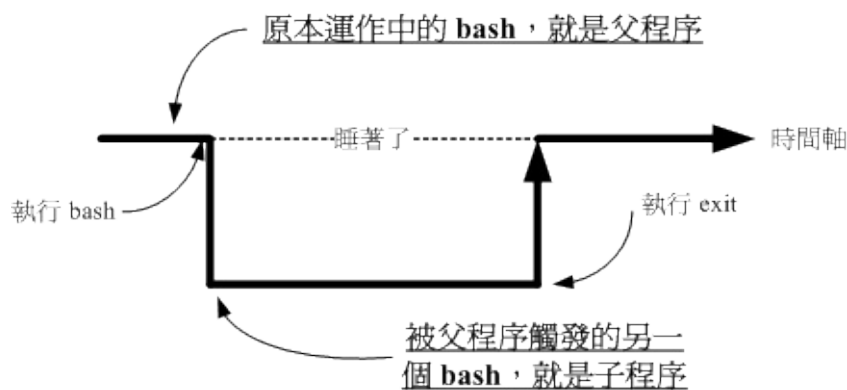 原本運作中的 bash，就是父程序
睡著了
時間軸
執行 bash
執行 exit
被父程序觸發的另一
個 bash，就是子程序